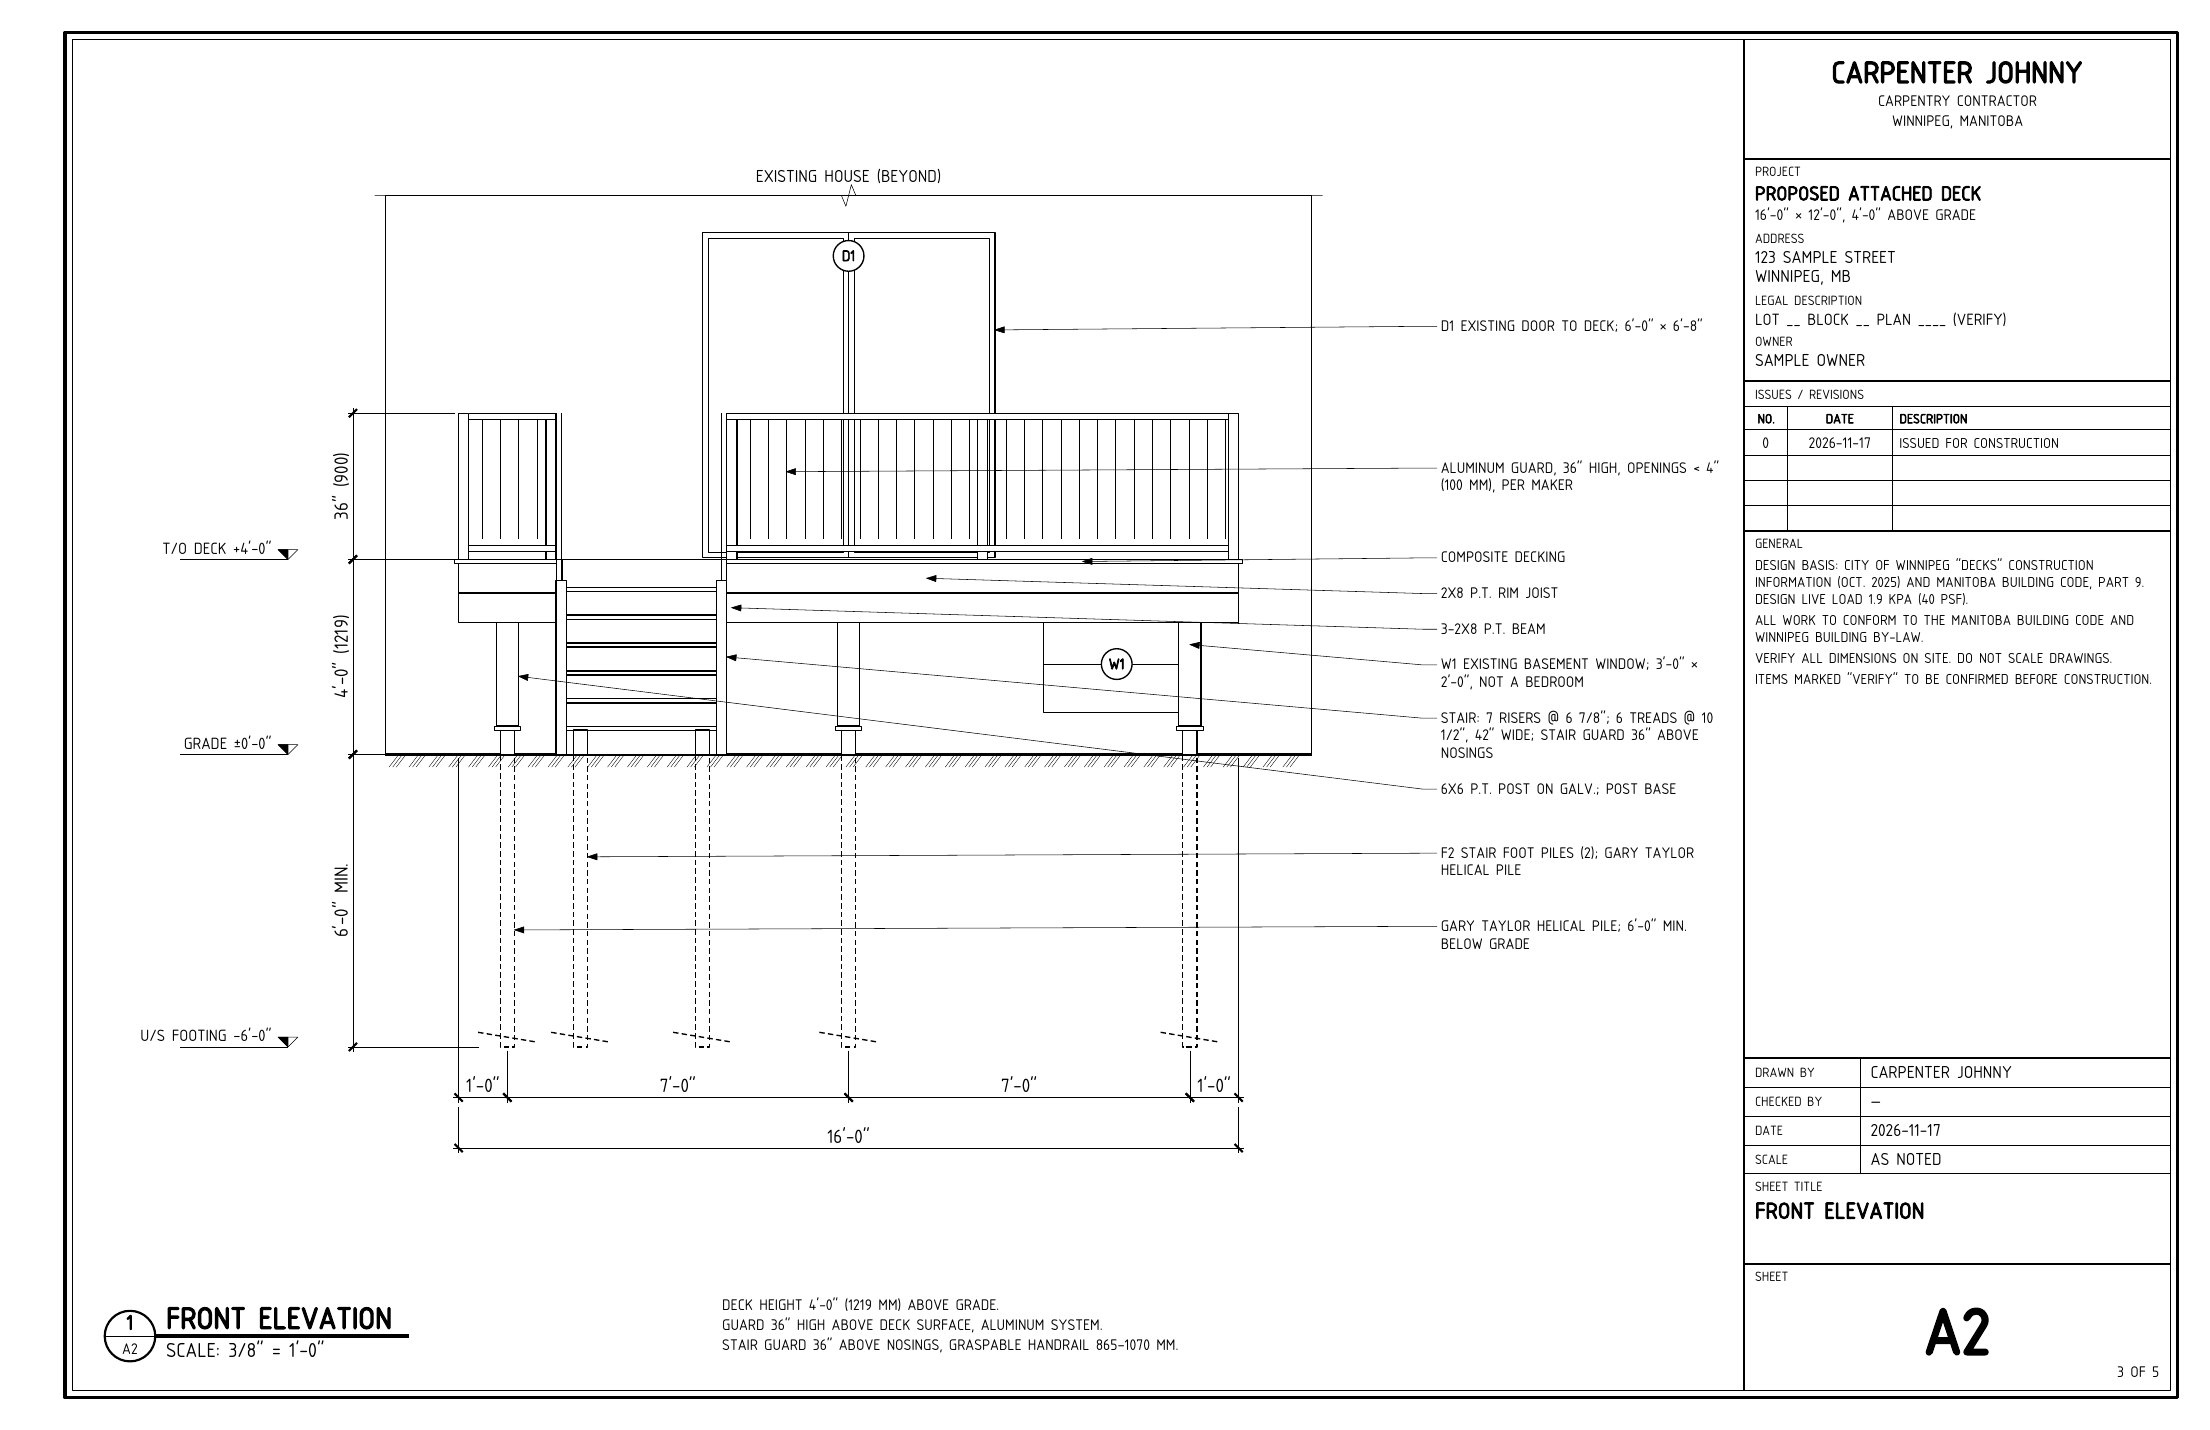 EXISTING HOUSE (BEYOND)
D1
D1 EXISTING DOOR TO DECK; 6'-0" × 6'-8"
ALUMINUM GUARD, 36" HIGH, OPENINGS < 4"
(100 MM), PER MAKER
COMPOSITE DECKING
2X8 P.T. RIM JOIST
3-2X8 P.T. BEAM
W1
W1 EXISTING BASEMENT WINDOW; 3'-0" ×
2'-0", NOT A BEDROOM
STAIR: 7 RISERS @ 6 7/8"; 6 TREADS @ 10
1/2", 42" WIDE; STAIR GUARD 36" ABOVE
NOSINGS
6X6 P.T. POST ON GALV.; POST BASE
F2 STAIR FOOT PILES (2); GARY TAYLOR
HELICAL PILE
GARY TAYLOR HELICAL PILE; 6'-0" MIN.
BELOW GRADE
36" (900)
T/O DECK +4'-0"
4'-0" (1219)
GRADE ±0'-0"
6'-0" MIN.
U/S FOOTING -6'-0"
1'-0"
7'-0"
7'-0"
1'-0"
16'-0"
1
A2
FRONT ELEVATION
SCALE: 3/8" = 1'-0"
DECK HEIGHT 4'-0" (1219 MM) ABOVE GRADE.
GUARD 36" HIGH ABOVE DECK SURFACE, ALUMINUM SYSTEM.
STAIR GUARD 36" ABOVE NOSINGS, GRASPABLE HANDRAIL 865-1070 MM.
CARPENTER JOHNNY
CARPENTRY CONTRACTOR
WINNIPEG, MANITOBA
PROJECT
PROPOSED ATTACHED DECK
16'-0" × 12'-0", 4'-0" ABOVE GRADE
ADDRESS
123 SAMPLE STREET
WINNIPEG, MB
LEGAL DESCRIPTION
LOT __ BLOCK __ PLAN ____ (VERIFY)
OWNER
SAMPLE OWNER
ISSUES / REVISIONS
NO. DATE DESCRIPTION
0 2026-11-17 ISSUED FOR CONSTRUCTION
GENERAL
DESIGN BASIS: CITY OF WINNIPEG "DECKS" CONSTRUCTION
INFORMATION (OCT. 2025) AND MANITOBA BUILDING CODE, PART 9.
DESIGN LIVE LOAD 1.9 KPA (40 PSF).
ALL WORK TO CONFORM TO THE MANITOBA BUILDING CODE AND
WINNIPEG BUILDING BY-LAW.
VERIFY ALL DIMENSIONS ON SITE. DO NOT SCALE DRAWINGS.
ITEMS MARKED "VERIFY" TO BE CONFIRMED BEFORE CONSTRUCTION.
DRAWN BY CARPENTER JOHNNY
CHECKED BY —
DATE 2026-11-17
SCALE AS NOTED
SHEET TITLE
FRONT ELEVATION
SHEET
A2
3 OF 5